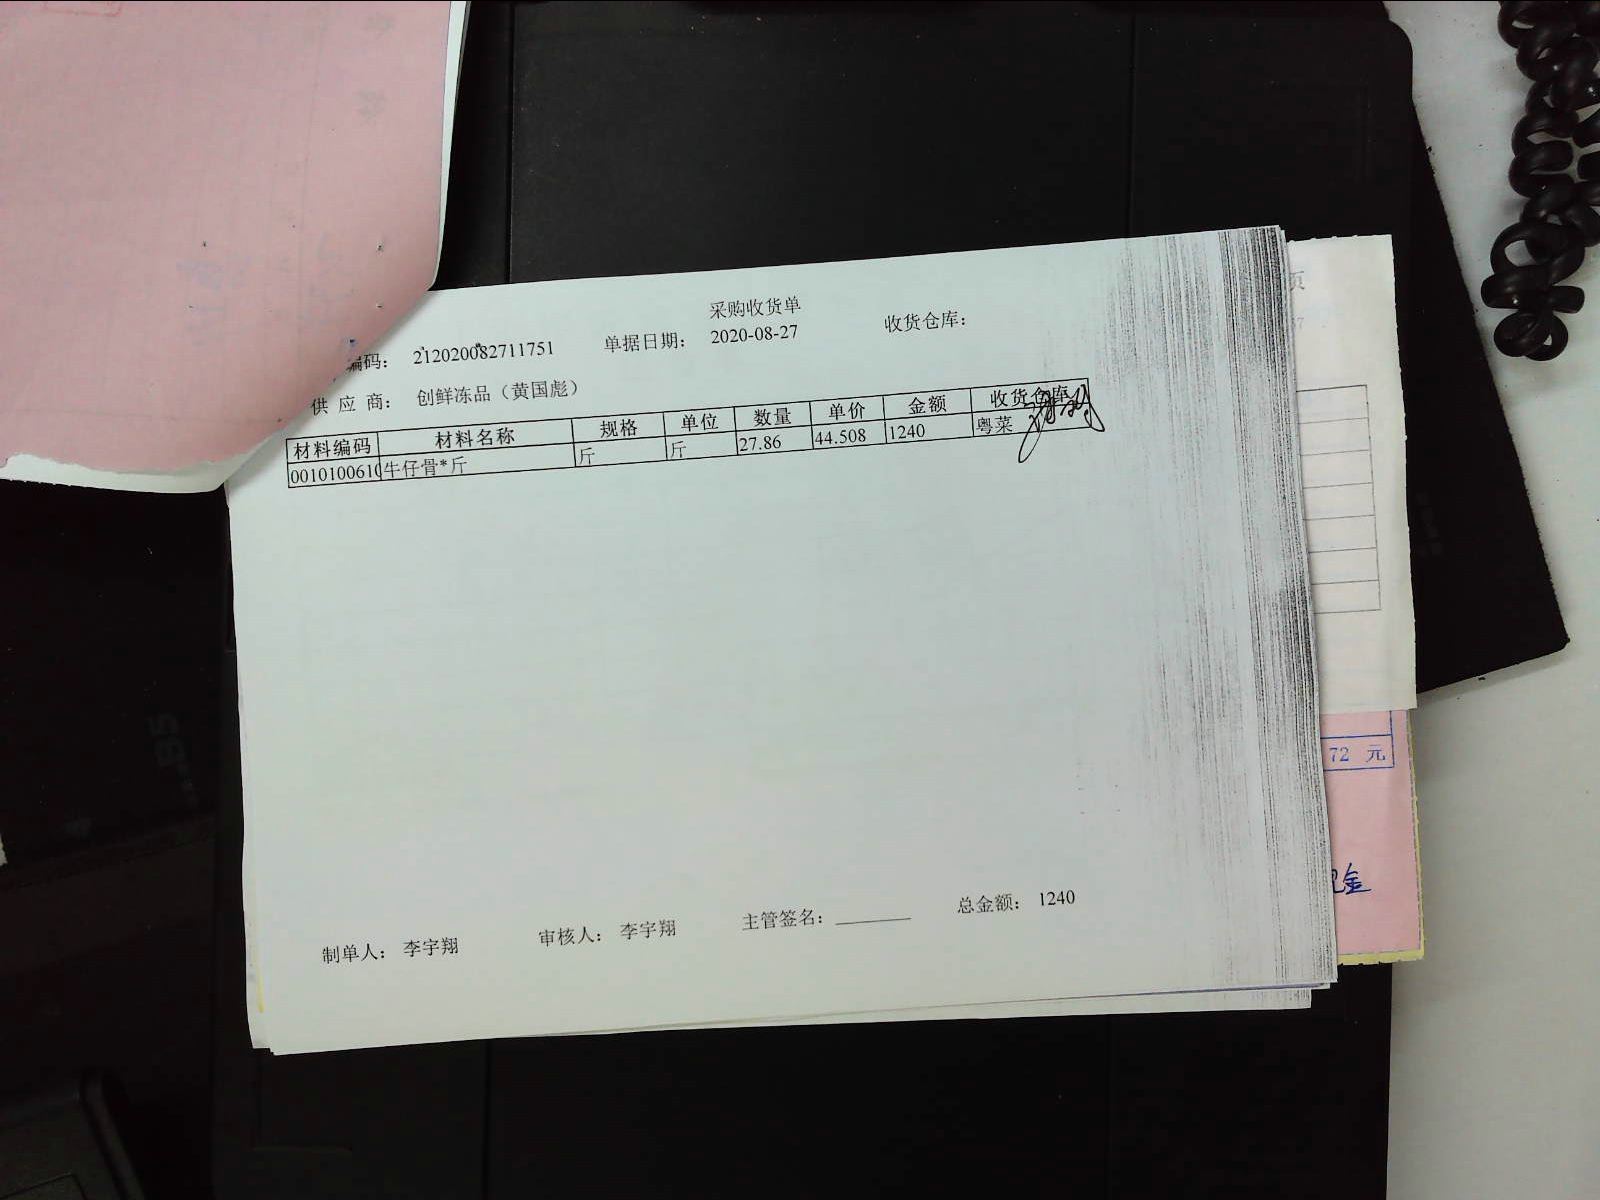 采购收货单
编码： 212020082711751 单据日期： 2020-08-27 收货仓库：
供 应 商： 创鲜冻品（黄国彪）
材料编码 材料名称 规格 单位 数量 单价 金额 收货仓库
0010100610 牛仔骨*斤 斤 斤 27.86 44.508 1240 粤菜
制单人： 李宇翔 审核人： 李宇翔 主管签名： 总金额： 1240
页
72 元
金